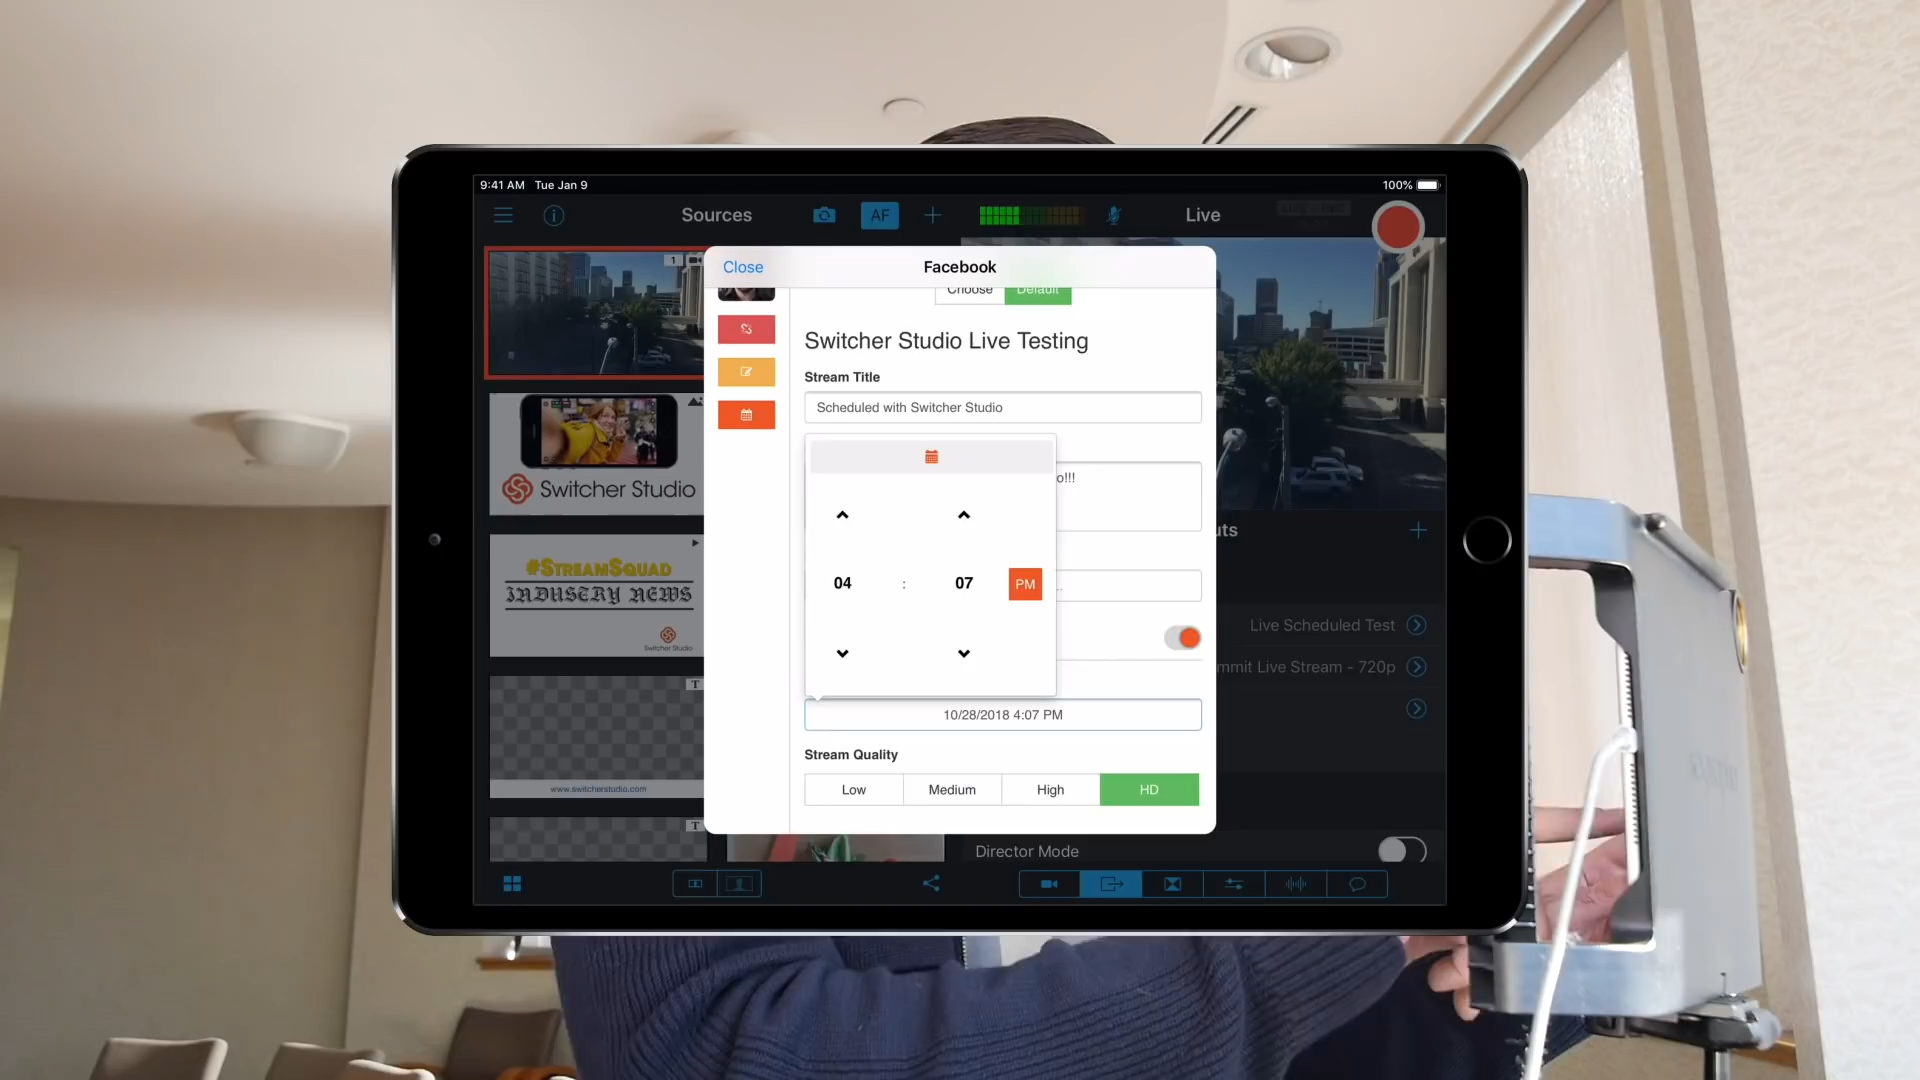 9:41 AM Tue Jan 9
100%
Sources
AF
Live
1
Close
Facebook
Choose
Default
Switcher Studio Live Testing
Stream Title
Scheduled with Switcher Studio
o!!!
04 : 07 PM
10/28/2018 4:07 PM
Stream Quality
Low
Medium
High
HD
Switcher Studio
#STREAMSQUAD
INDUSTRY NEWS
Switcher Studio
T
www.switcherstudio.com
T
uts
Live Scheduled Test
mmit Live Stream - 720p
Director Mode